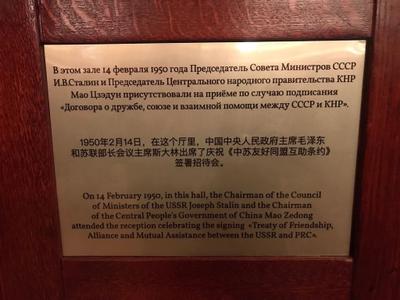 В этом зале 14 февраля 1950 года Председатель Совета Министров СССР
И.В.Сталин и Председатель Центрального народного правительства КНР
Мао Цзэдун присутствовали на приёме по случаю подписания
«Договора о дружбе, союзе и взаимной помощи между СССР и КНР».
1950年2月14日，在这个厅里，中国中央人民政府主席毛泽东
和苏联部长会议主席斯大林出席了庆祝《中苏友好同盟互助条约》
签署招待会。
On 14 February 1950, in this hall, the Chairman of the Council
of Ministers of the USSR Joseph Stalin and the Chairman
of the Central People's Government of China Mao Zedong
attended the reception celebrating the signing «Treaty of Friendship,
Alliance and Mutual Assistance between the USSR and PRC».